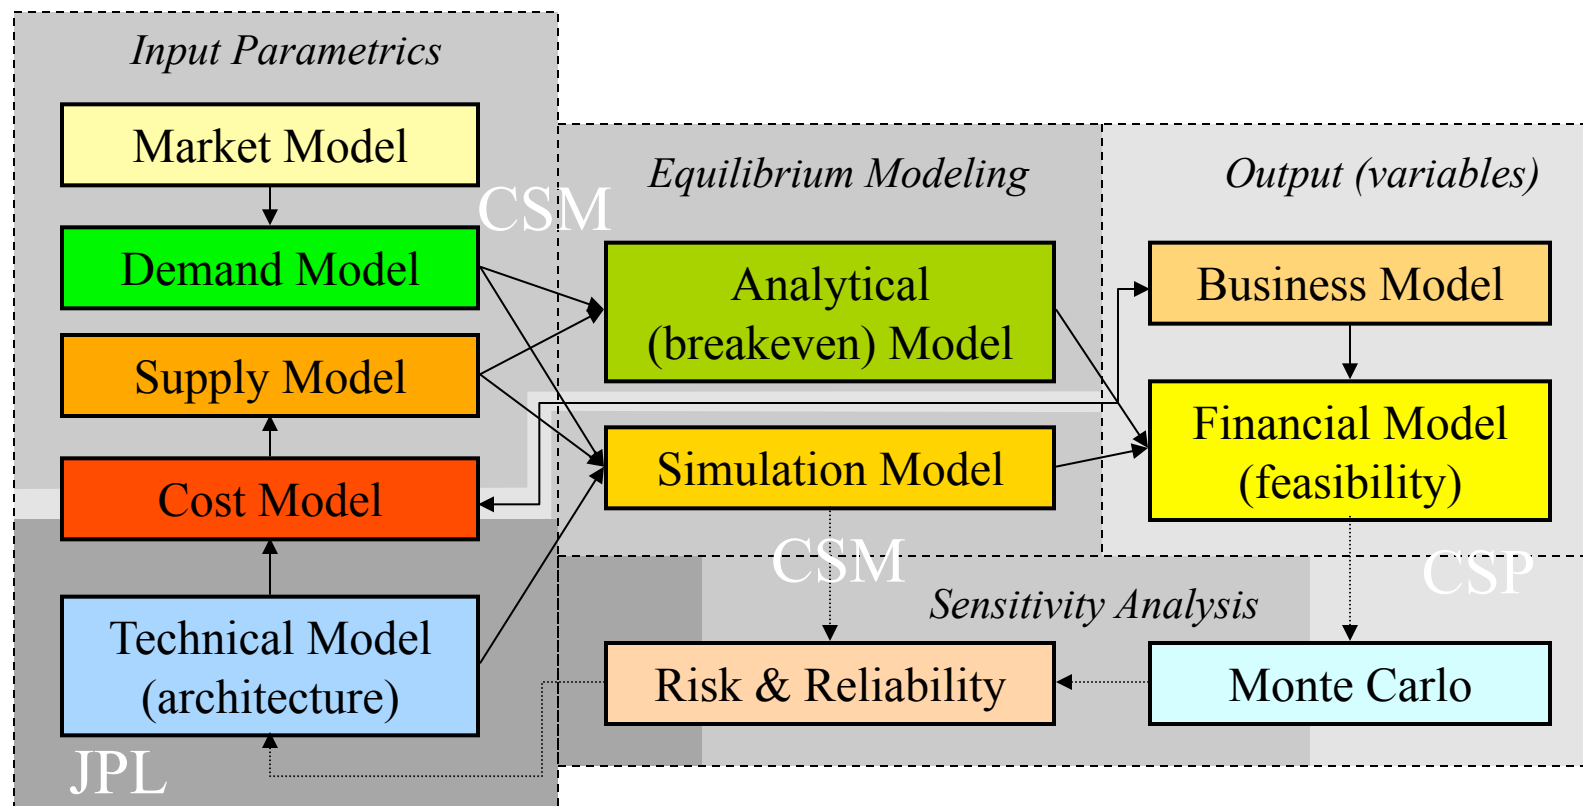 Input Parametrics
Market Model
CSM
Demand Model
Supply Model
Cost Model
Technical Model
(architecture)
JPL
Equilibrium Modeling
Analytical
(breakeven) Model
Simulation Model
CSM
Output (variables)
Business Model
Financial Model
(feasibility)
CSP
Sensitivity Analysis
Risk & Reliability
Monte Carlo